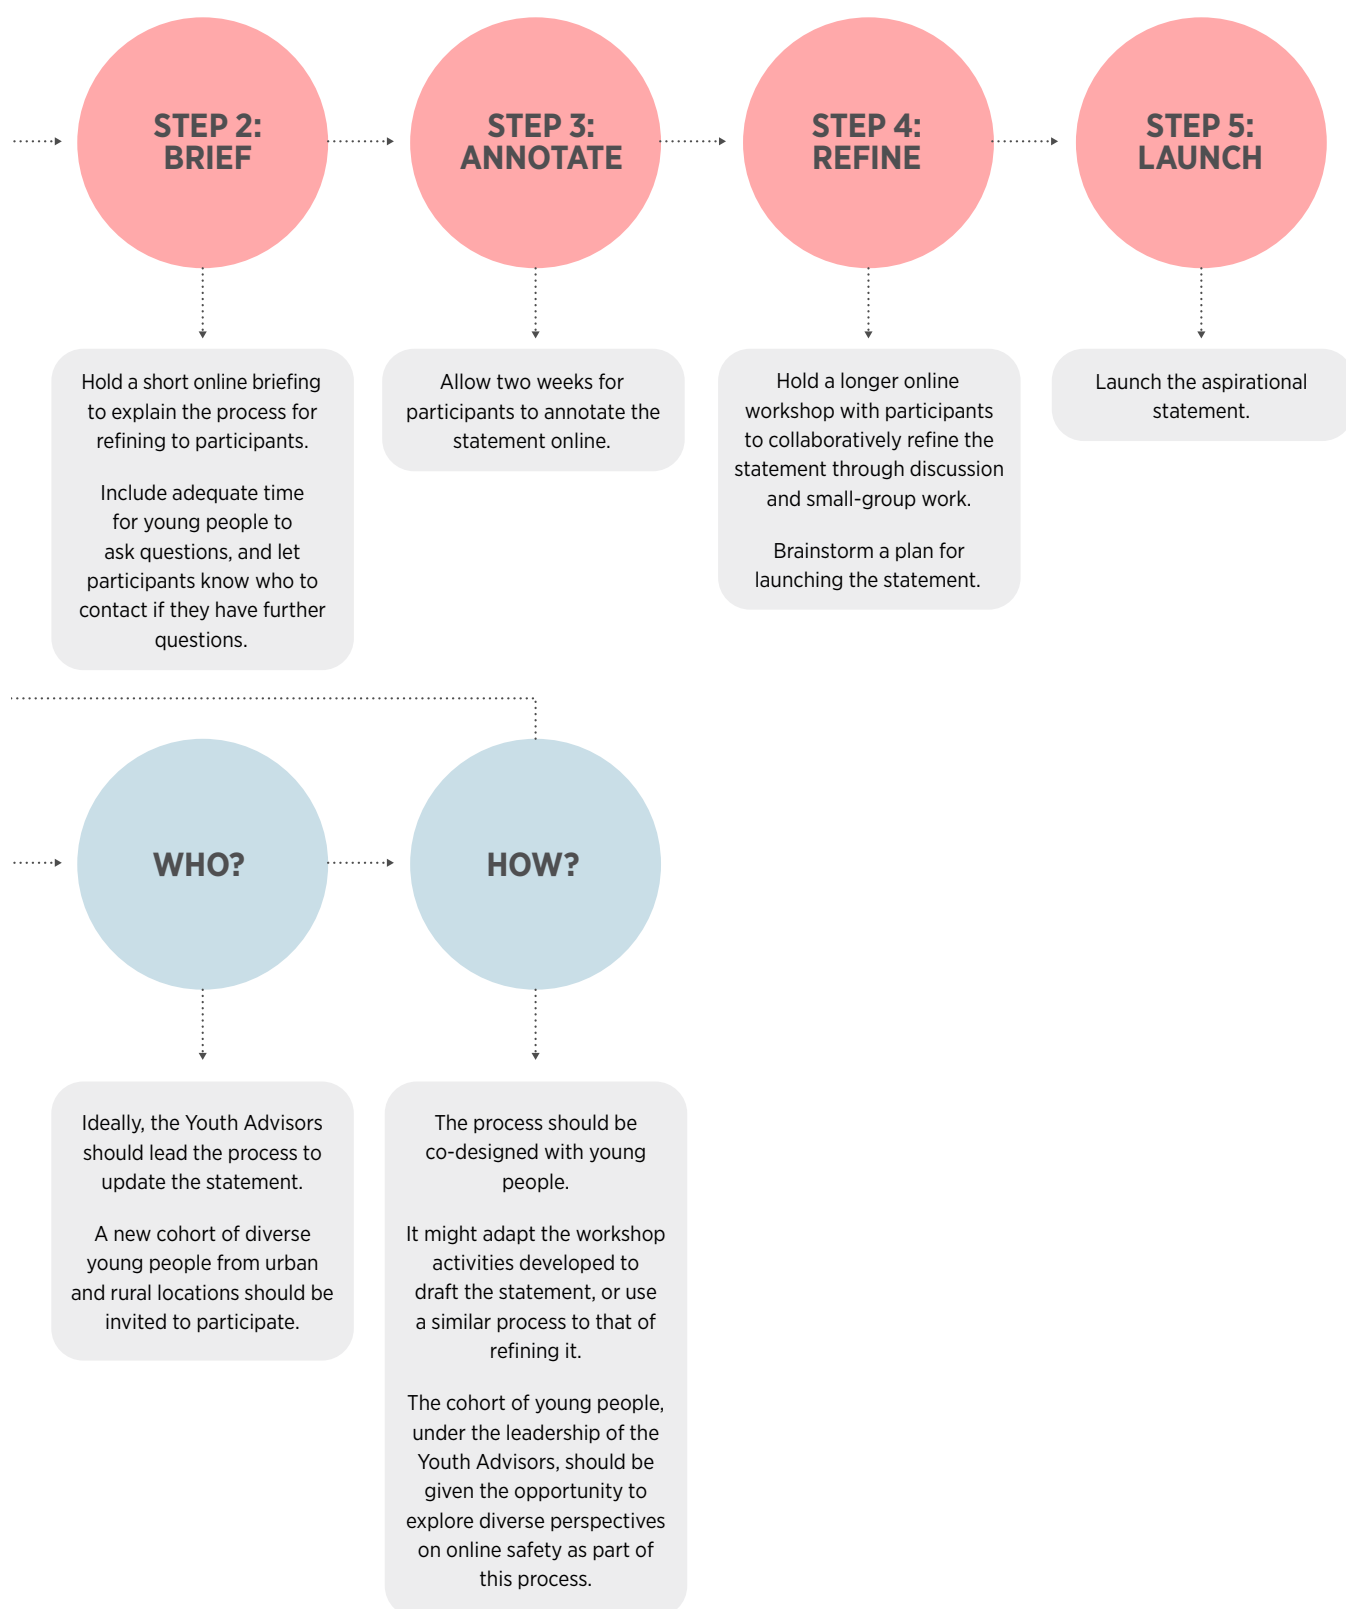 STEP 2:
BRIEF
STEP 3:
ANNOTATE
STEP 4:
REFINE
STEP 5:
LAUNCH
Hold a short online briefing
to explain the process for
refining to participants.
Include adequate time
for young people to
ask questions, and let
participants know who to
contact if they have further
questions.
Allow two weeks for
participants to annotate the
statement online.
Hold a longer online
workshop with participants
to collaboratively refine the
statement through discussion
and small-group work.
Brainstorm a plan for
launching the statement.
Launch the aspirational
statement.
WHO?
HOW?
Ideally, the Youth Advisors
should lead the process to
update the statement.
A new cohort of diverse
young people from urban
and rural locations should be
invited to participate.
The process should be
co-designed with young
people.
It might adapt the workshop
activities developed to
draft the statement, or use
a similar process to that of
refining it.
The cohort of young people,
under the leadership of the
Youth Advisors, should be
given the opportunity to
explore diverse perspectives
on online safety as part of
this process.